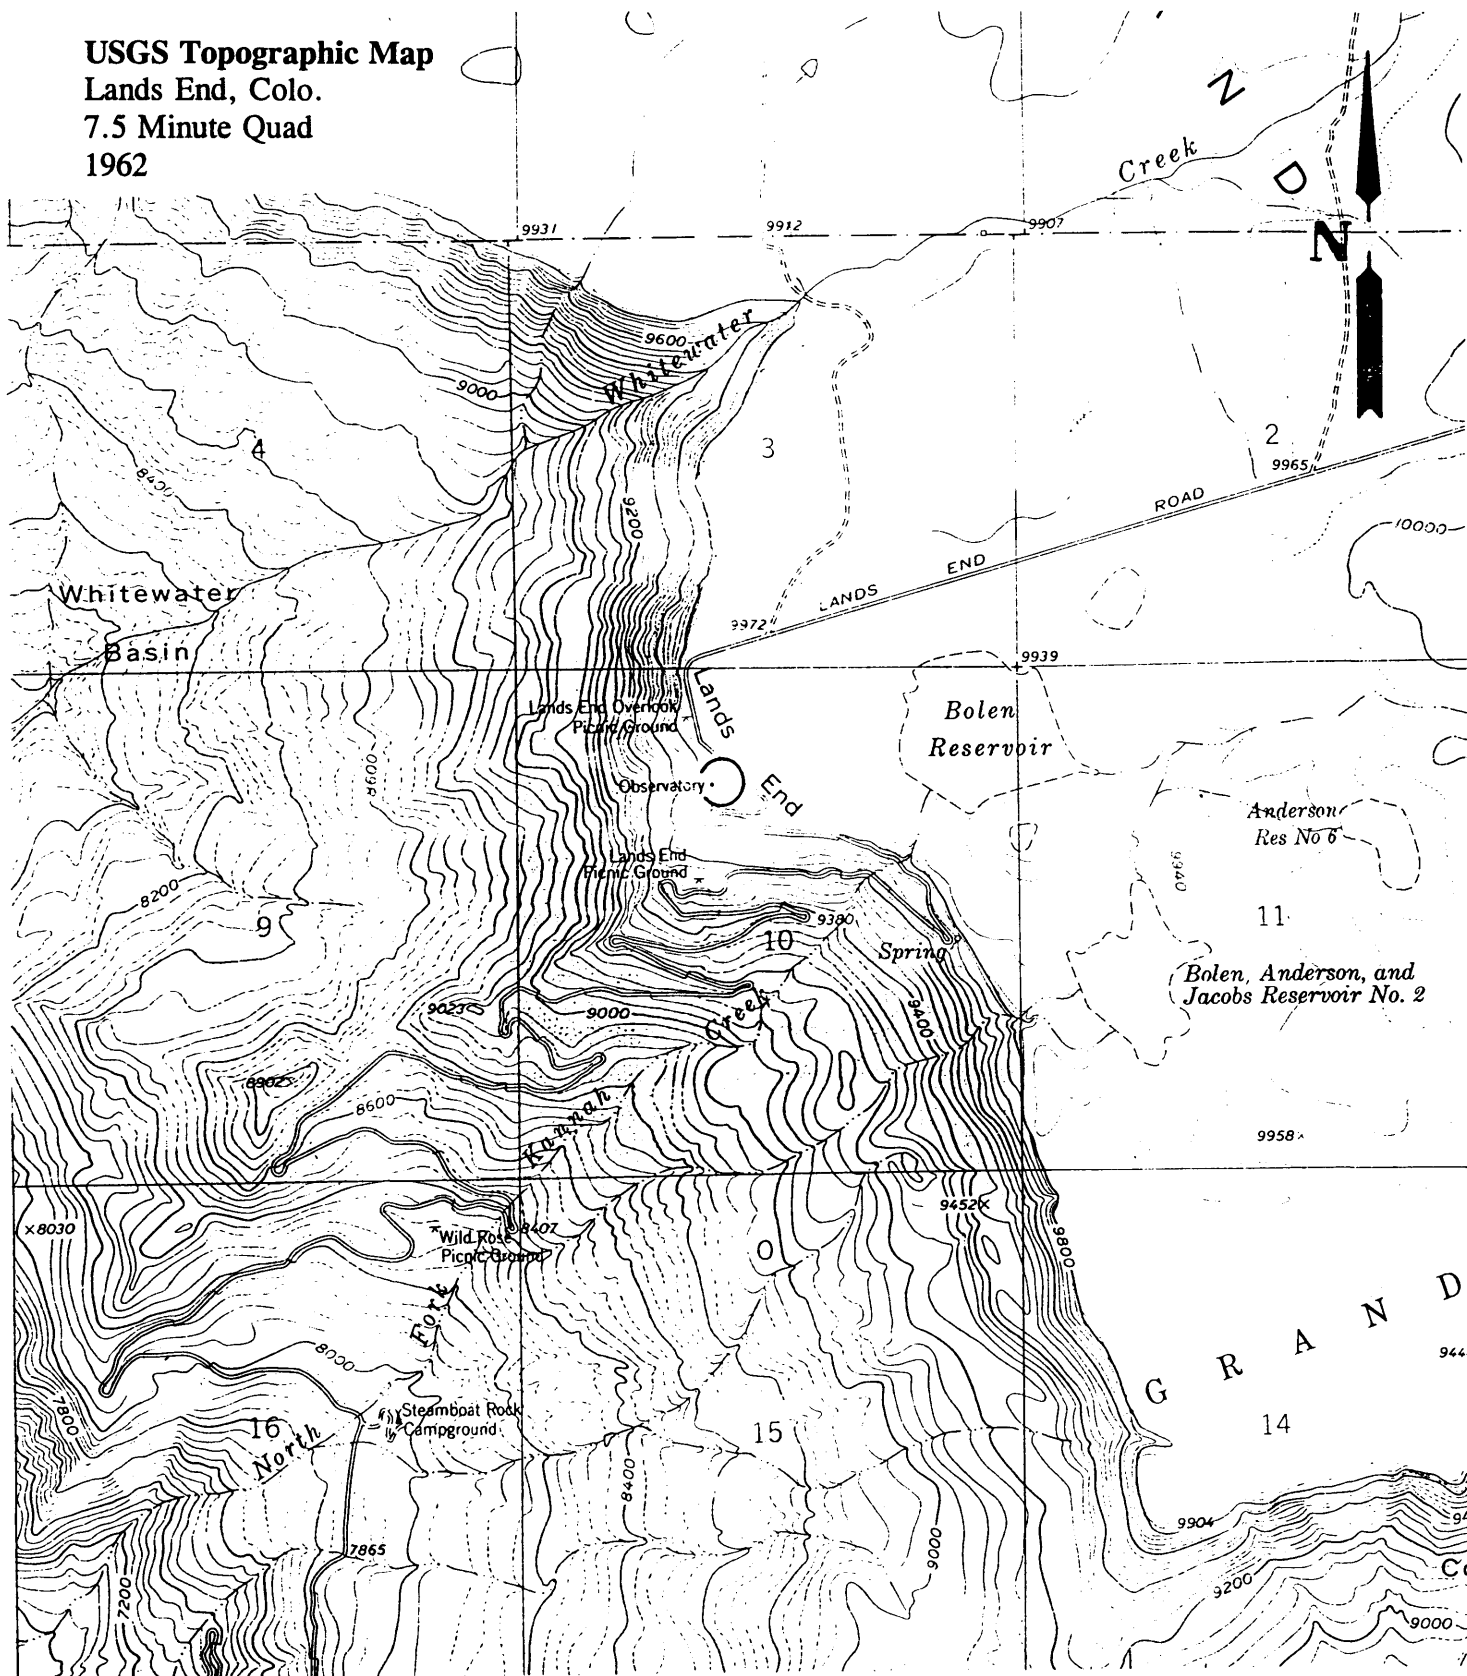 USGS Topographic Map
Lands End, Colo.
7.5 Minute Quad
1962
N
D
Creek
9931
9912
9907
N
9600
Whitewater
9000
4
3
2
8400
9965
9200
ROAD
10000
END
LANDS
Whitewater
9972
Basin
9939
Lands End Overlook
Picnic Ground
Lands
End
Bolen
Reservoir
8600
Observatory
Anderson
Res No 6
Lands End
Picnic Ground
9940
8200
9
9380
10
11
Spring
Bolen, Anderson, and
Jacobs Reservoir No. 2
9023
9000
9400
Creek
8902
8600
Kannah
9958
×8030
8407
9452×
Wild Rose
Picnic Ground
O
9800
Fork
G R A N D
8000
944
7800
Steamboat Rock
Campground
16
North
15
14
8400
9904
7865
9000
9200
7200
9000